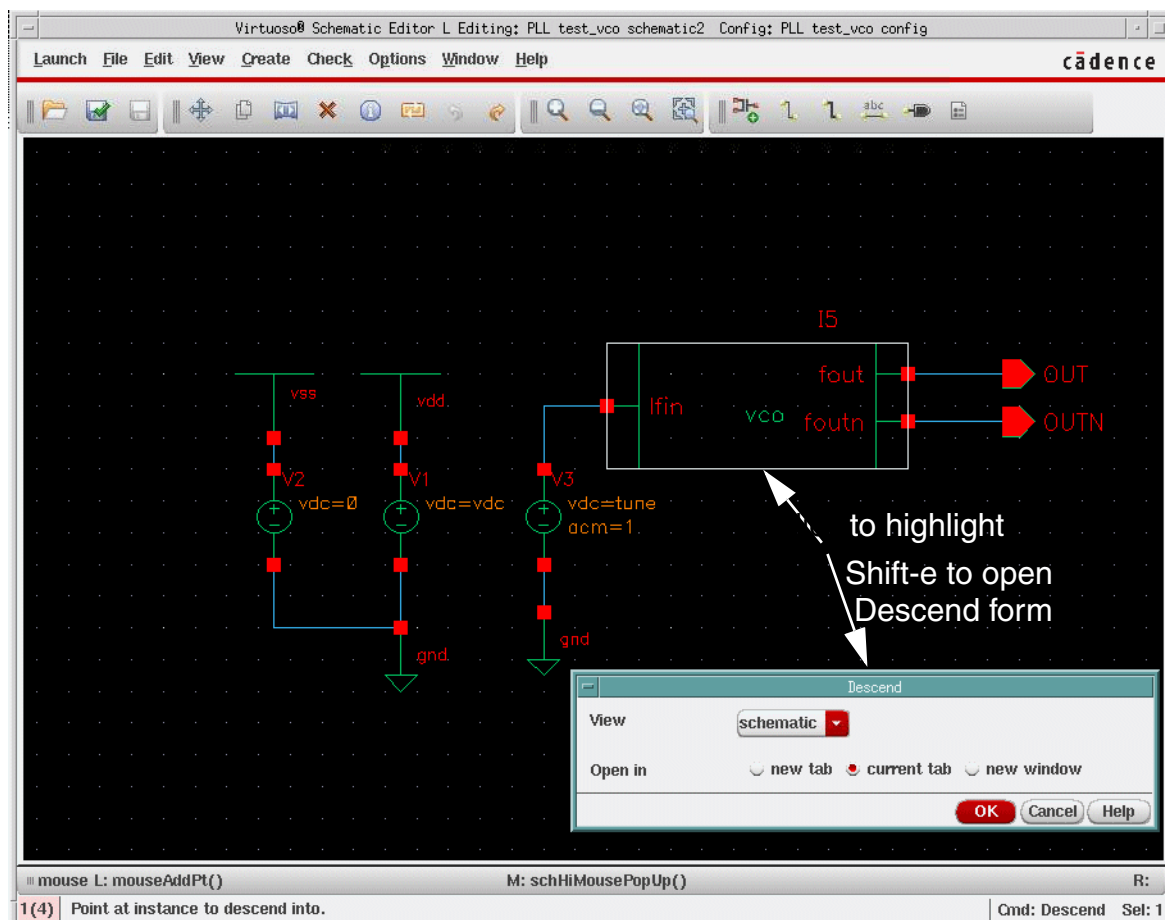 Virtuoso® Schematic Editor L Editing: PLL test_vco schematic2 Config: PLL test_vco config
Launch File Edit View Create Check Options Window Help cādence
abc
I5
fout OUT
vss vdd lfin vco foutn OUTN
V2 V1 V3
vdc=0 vdc=vdc vdc=tune
acm=1
to highlight
Shift-e to open
Descend form
gnd gnd
Descend
View schematic
Open in new tab current tab new window
OK Cancel Help
mouse L: mouseAddPt() M: schHiMousePopUp() R:
1(4) Point at instance to descend into. Cmd: Descend Sel: 1